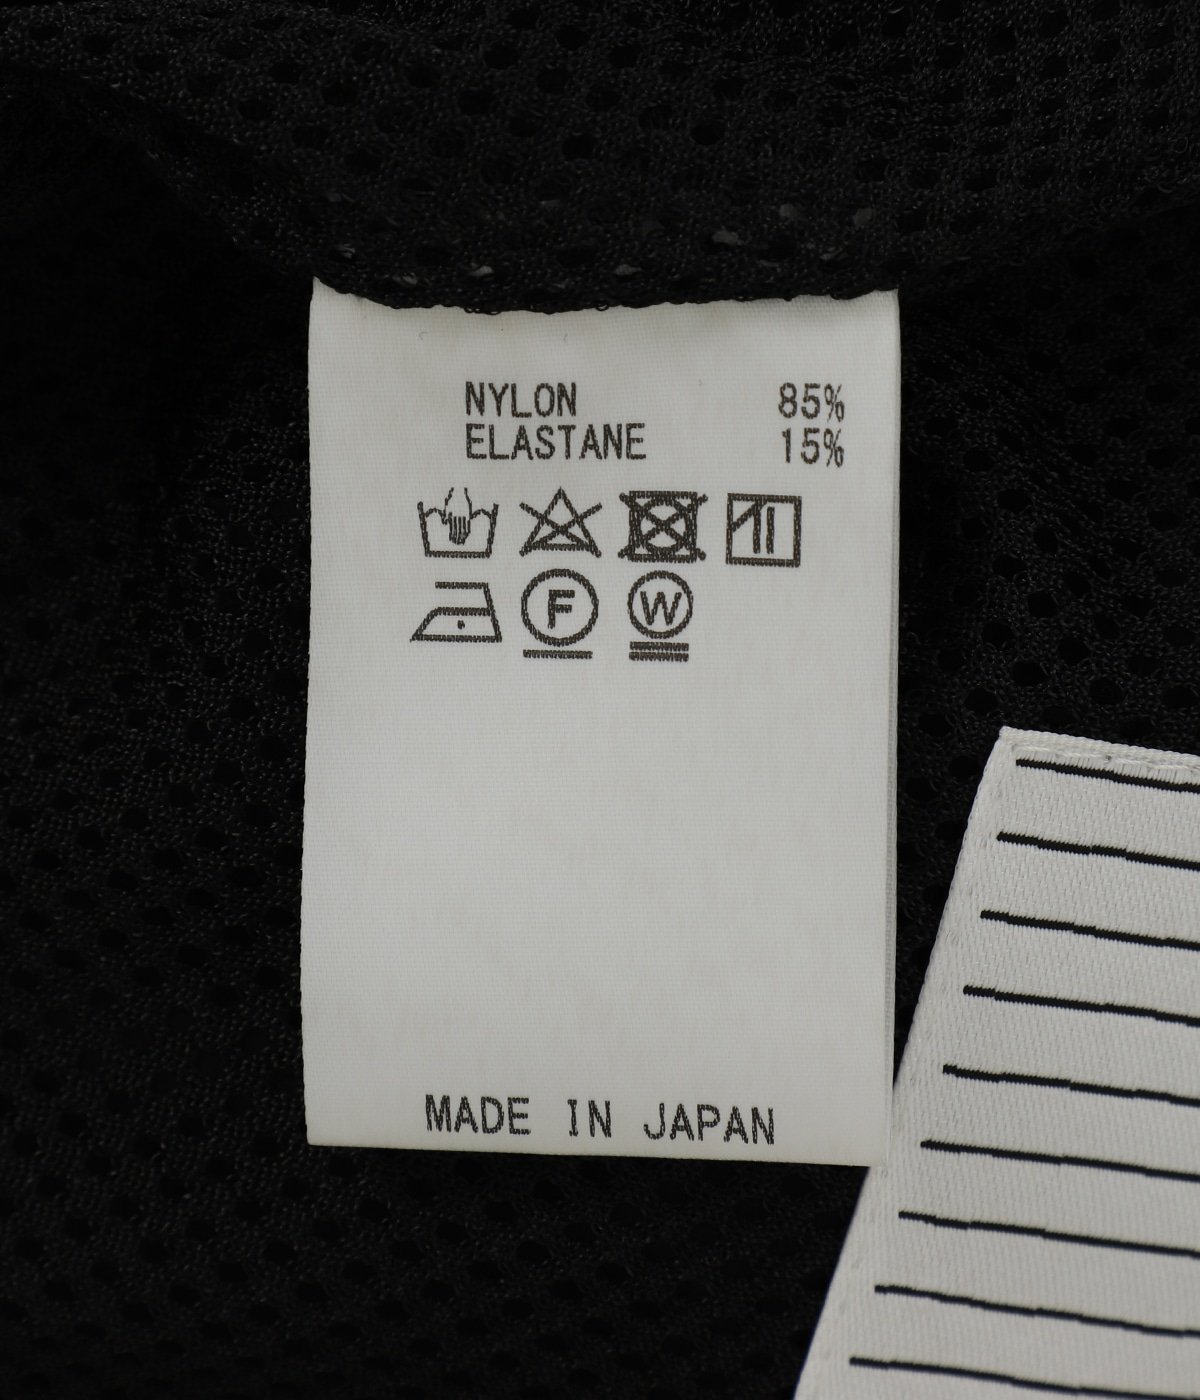 NYLON 85%
ELASTANE 15%
F W
MADE IN JAPAN